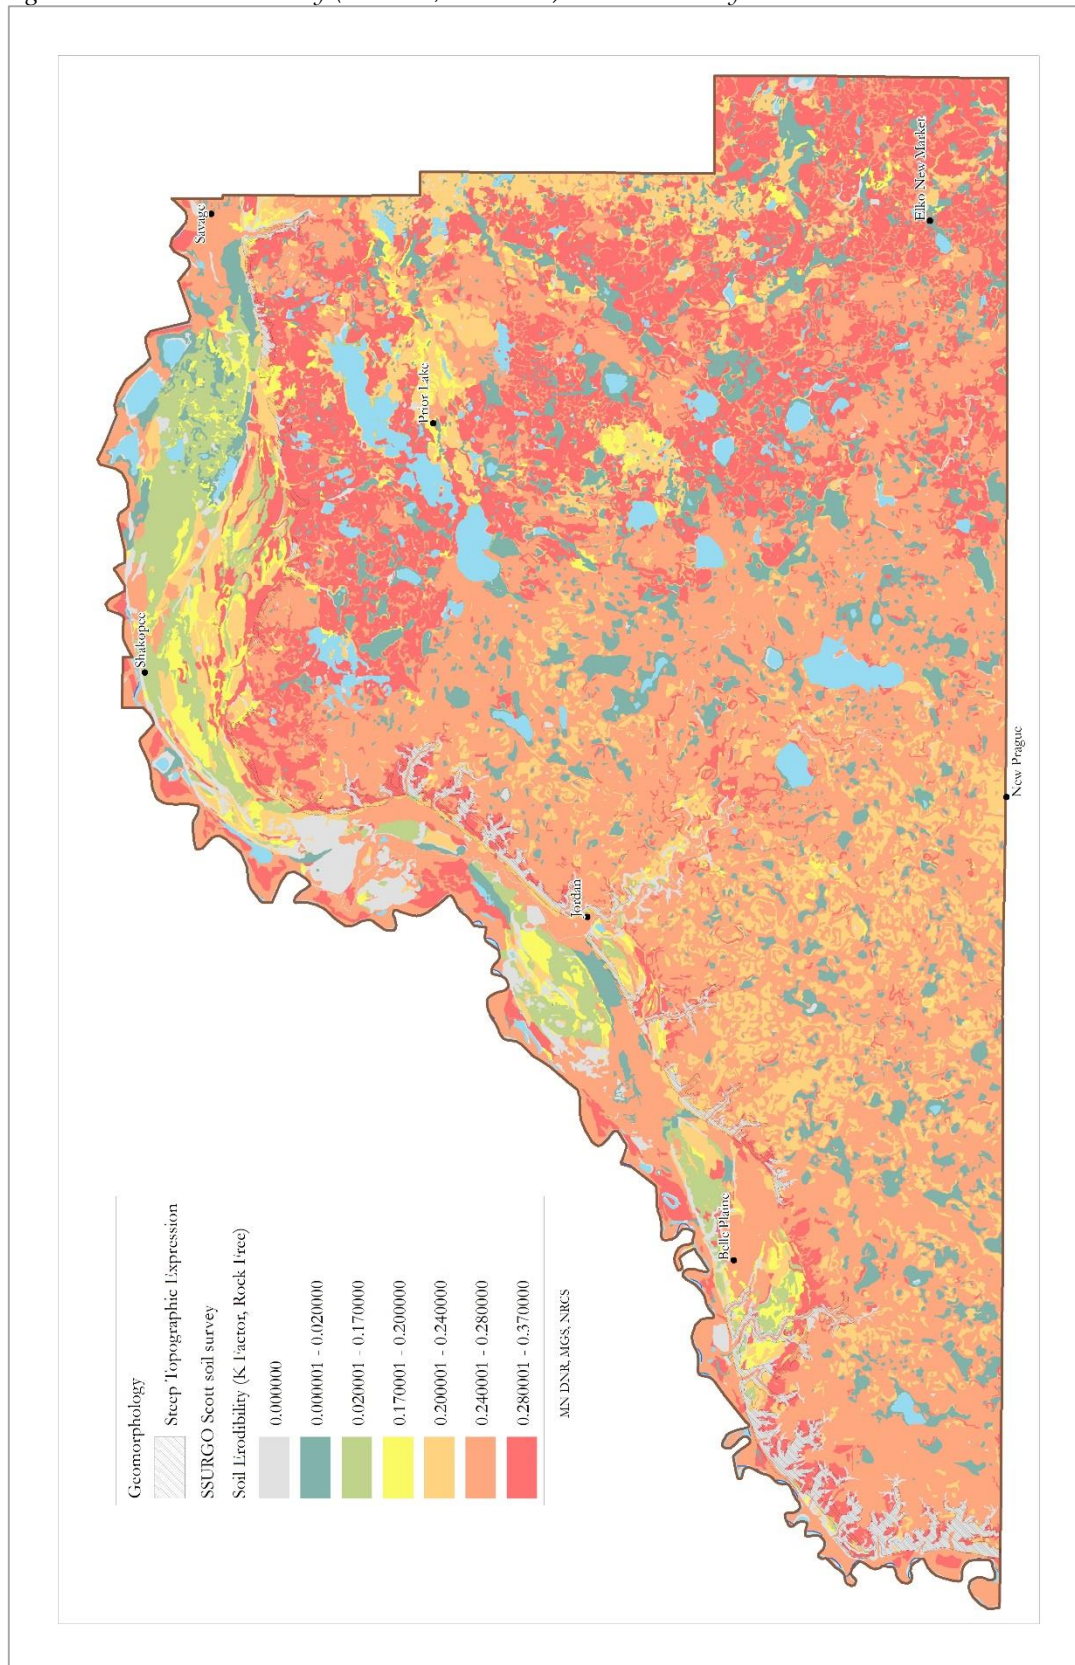 Geomorphology
Steep Topographic Expression
SSURGO Scott soil survey
Soil Erodibility (K Factor, Rock Free)
0.000000
0.000001 - 0.020000
0.020001 - 0.170000
0.170001 - 0.200000
0.200001 - 0.240000
0.240001 - 0.280000
0.280001 - 0.370000
MN DNR, MGS, NRCS
Savage
Shakopee
Prior Lake
Elko New Market
Jordan
Belle Plaine
New Prague